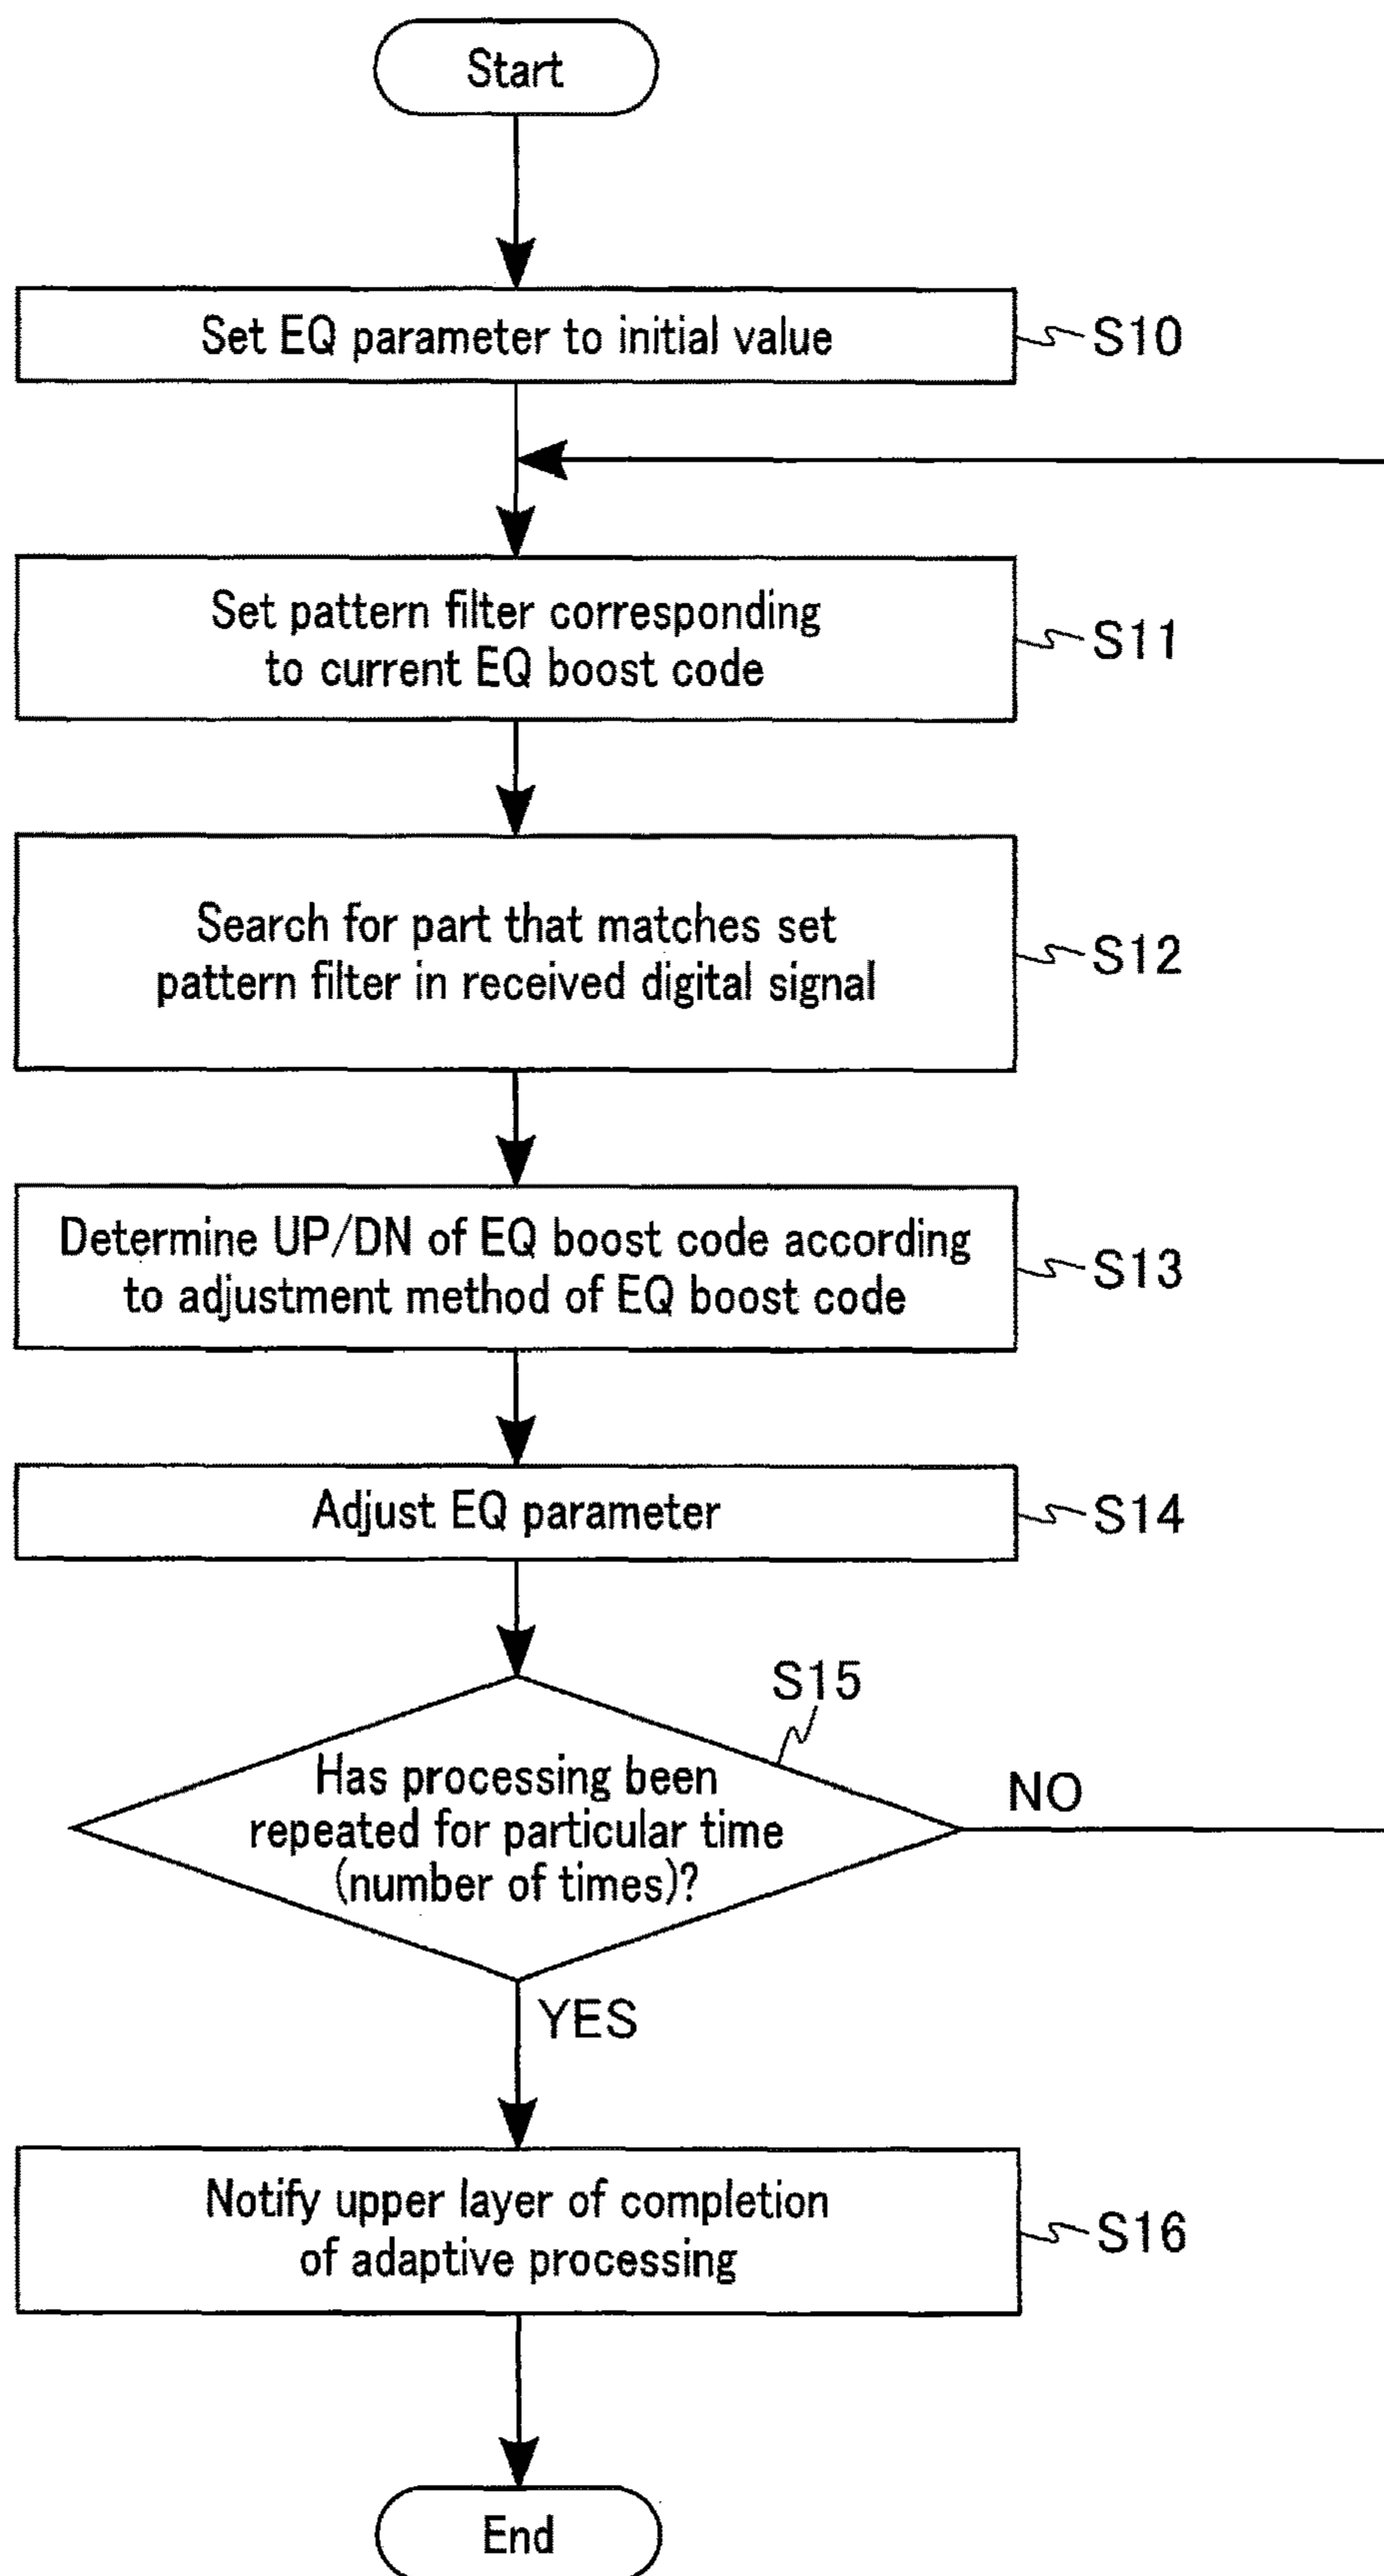 Start
Set EQ parameter to initial value
S10
Set pattern filter corresponding
to current EQ boost code
S11
Search for part that matches set
pattern filter in received digital signal
S12
Determine UP/DN of EQ boost code according
to adjustment method of EQ boost code
S13
Adjust EQ parameter
S14
S15
Has processing been
repeated for particular time
(number of times)?
NO
YES
Notify upper layer of completion
of adaptive processing
S16
End